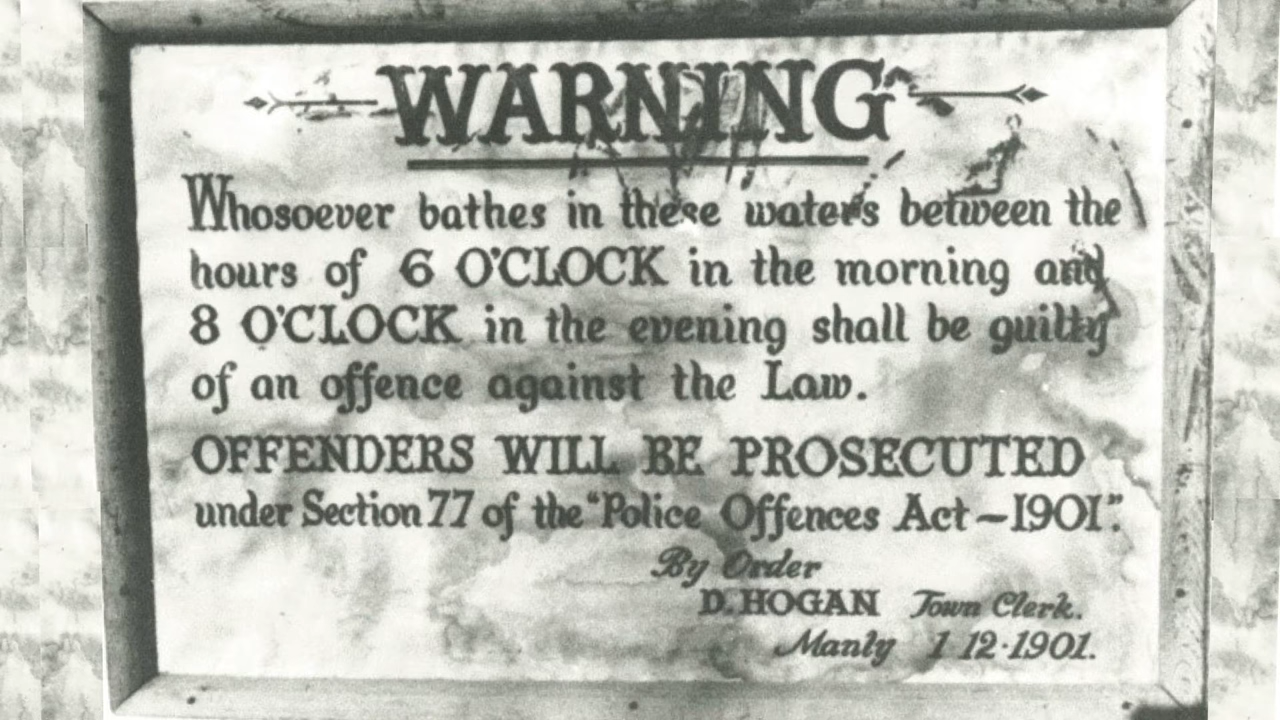 WARNING
Whosoever bathes in these waters between the
hours of 6 O'CLOCK in the morning and
8 O'CLOCK in the evening shall be guilty
of an offence against the Law.
OFFENDERS WILL BE PROSECUTED
under Section 77 of the "Police Offences Act – 1901".
By Order
D. HOGAN Town Clerk.
Manly 1 12·1901.